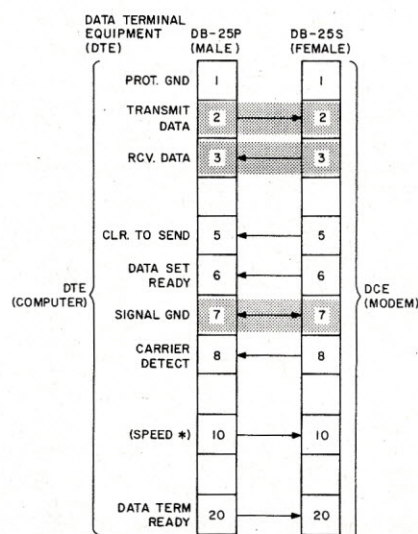 DATA TERMINAL
EQUIPMENT
(DTE)
DB-25P
(MALE)
DB-25S
(FEMALE)
PROT. GND 1 1
TRANSMIT
DATA 2 2
RCV. DATA 3 3
CLR. TO SEND 5 5
DATA SET
READY 6 6
DTE
(COMPUTER)
SIGNAL GND 7 7
DCE
(MODEM)
CARRIER
DETECT 8 8
(SPEED *) 10 10
DATA TERM
READY 20 20